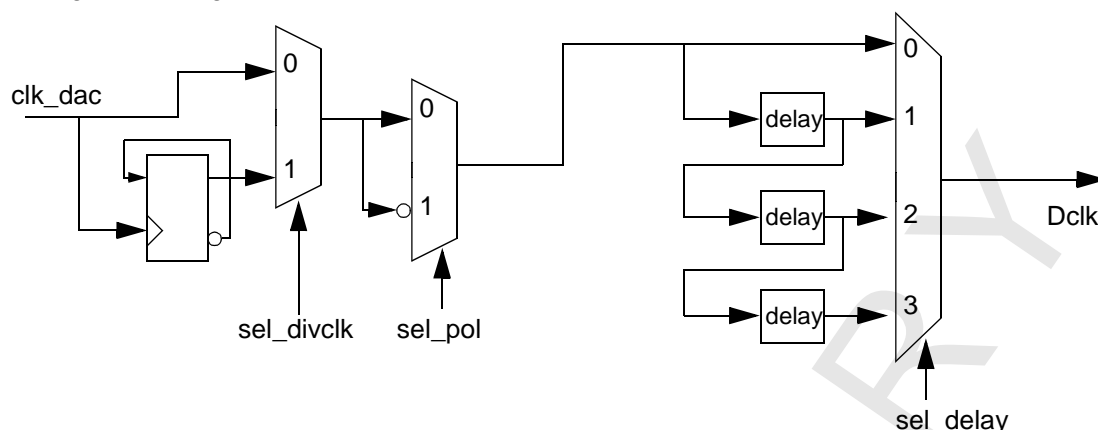 0
clk_dac
1
0
1
sel_divclk
sel_pol
0
delay
1
delay
2
delay
3
Dclk
sel_delay
R Y